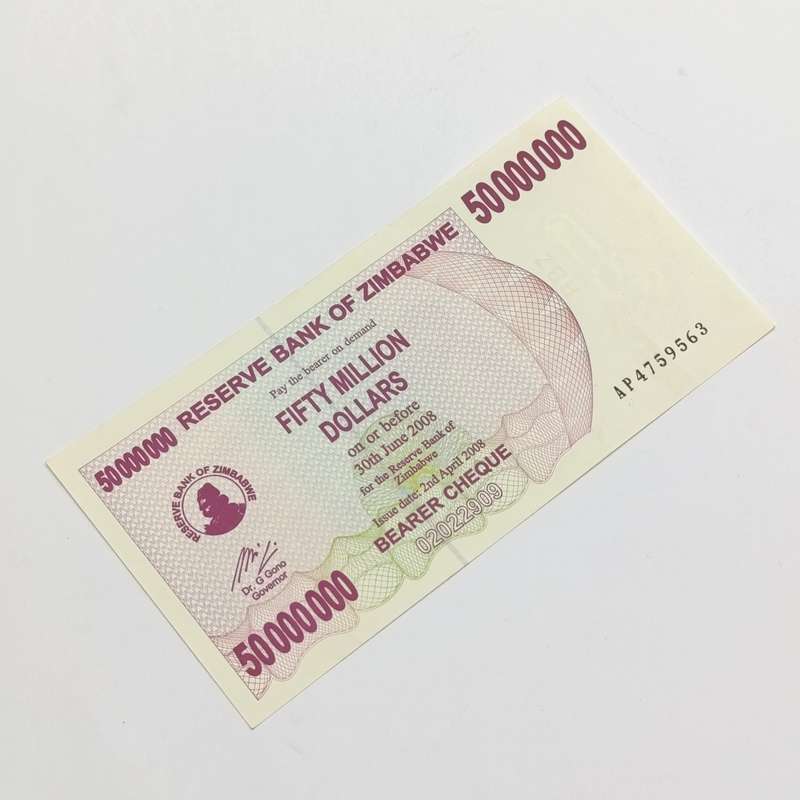 50000000
RESERVE BANK OF ZIMBABWE
50000000
Pay the bearer on demand
FIFTY MILLION
DOLLARS
on or before
30th June 2008
for the Reserve Bank of
Zimbabwe
Issue date: 2nd April 2008
BEARER CHEQUE
02022909
RESERVE BANK OF ZIMBABWE
Dr. G Gono
Governor
50000000
AP4759563